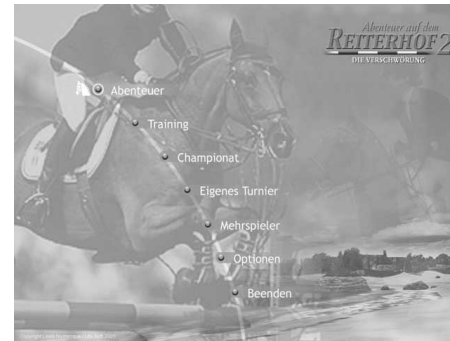 Abenteuer auf dem
REITERHOF 2
DIE VERSCHWÖRUNG
Abenteuer
Training
Championat
Eigenes Turnier
Mehrspieler
Optionen
Beenden